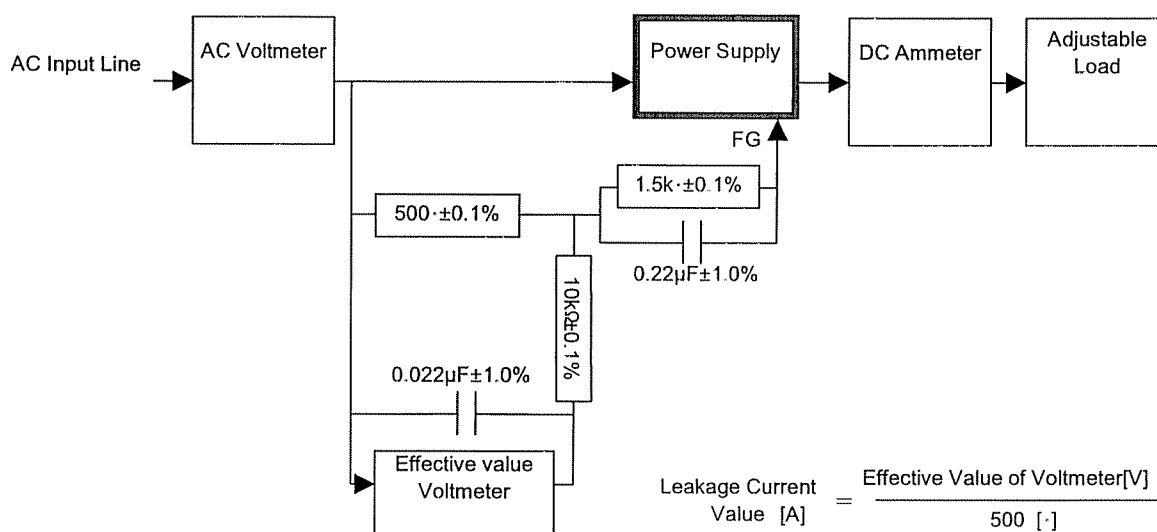 AC Input Line
AC Voltmeter
Power Supply
DC Ammeter
Adjustable
Load
FG
1.5k·±0.1%
500·±0.1%
0.22µF±1.0%
10kΩ±0.1%
0.022µF±1.0%
Effective value
Voltmeter
Leakage Current
Value [A]
=
Effective Value of Voltmeter[V]
500 [·]